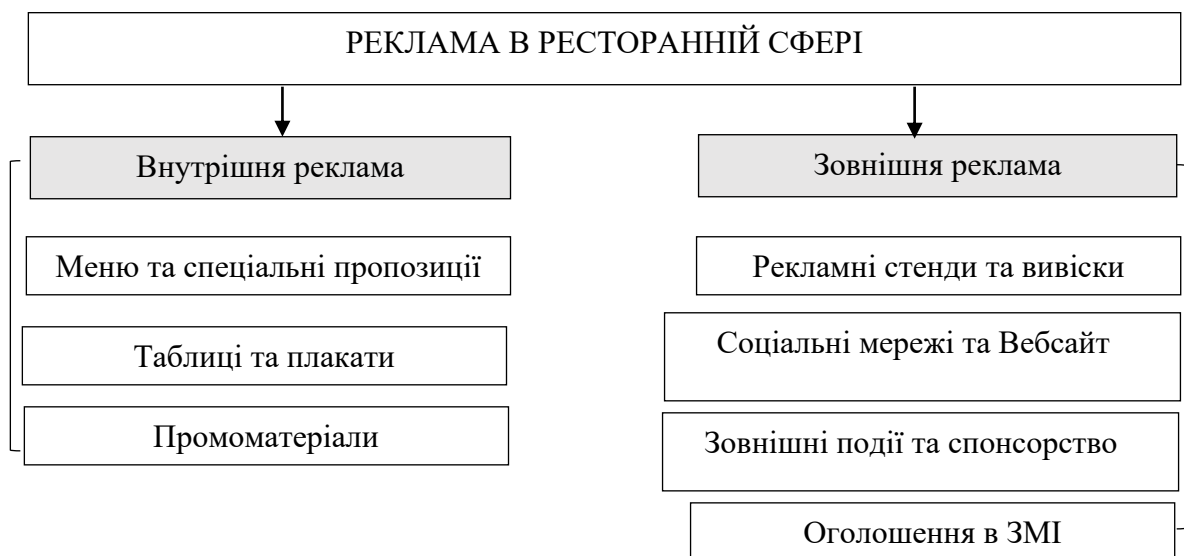 РЕКЛАМА В РЕСТОРАННІЙ СФЕРІ
Внутрішня реклама
Меню та спеціальні пропозиції
Таблиці та плакати
Промоматеріали
Зовнішня реклама
Рекламні стенди та вивіски
Соціальні мережі та Вебсайт
Зовнішні події та спонсорство
Оголошення в ЗМІ